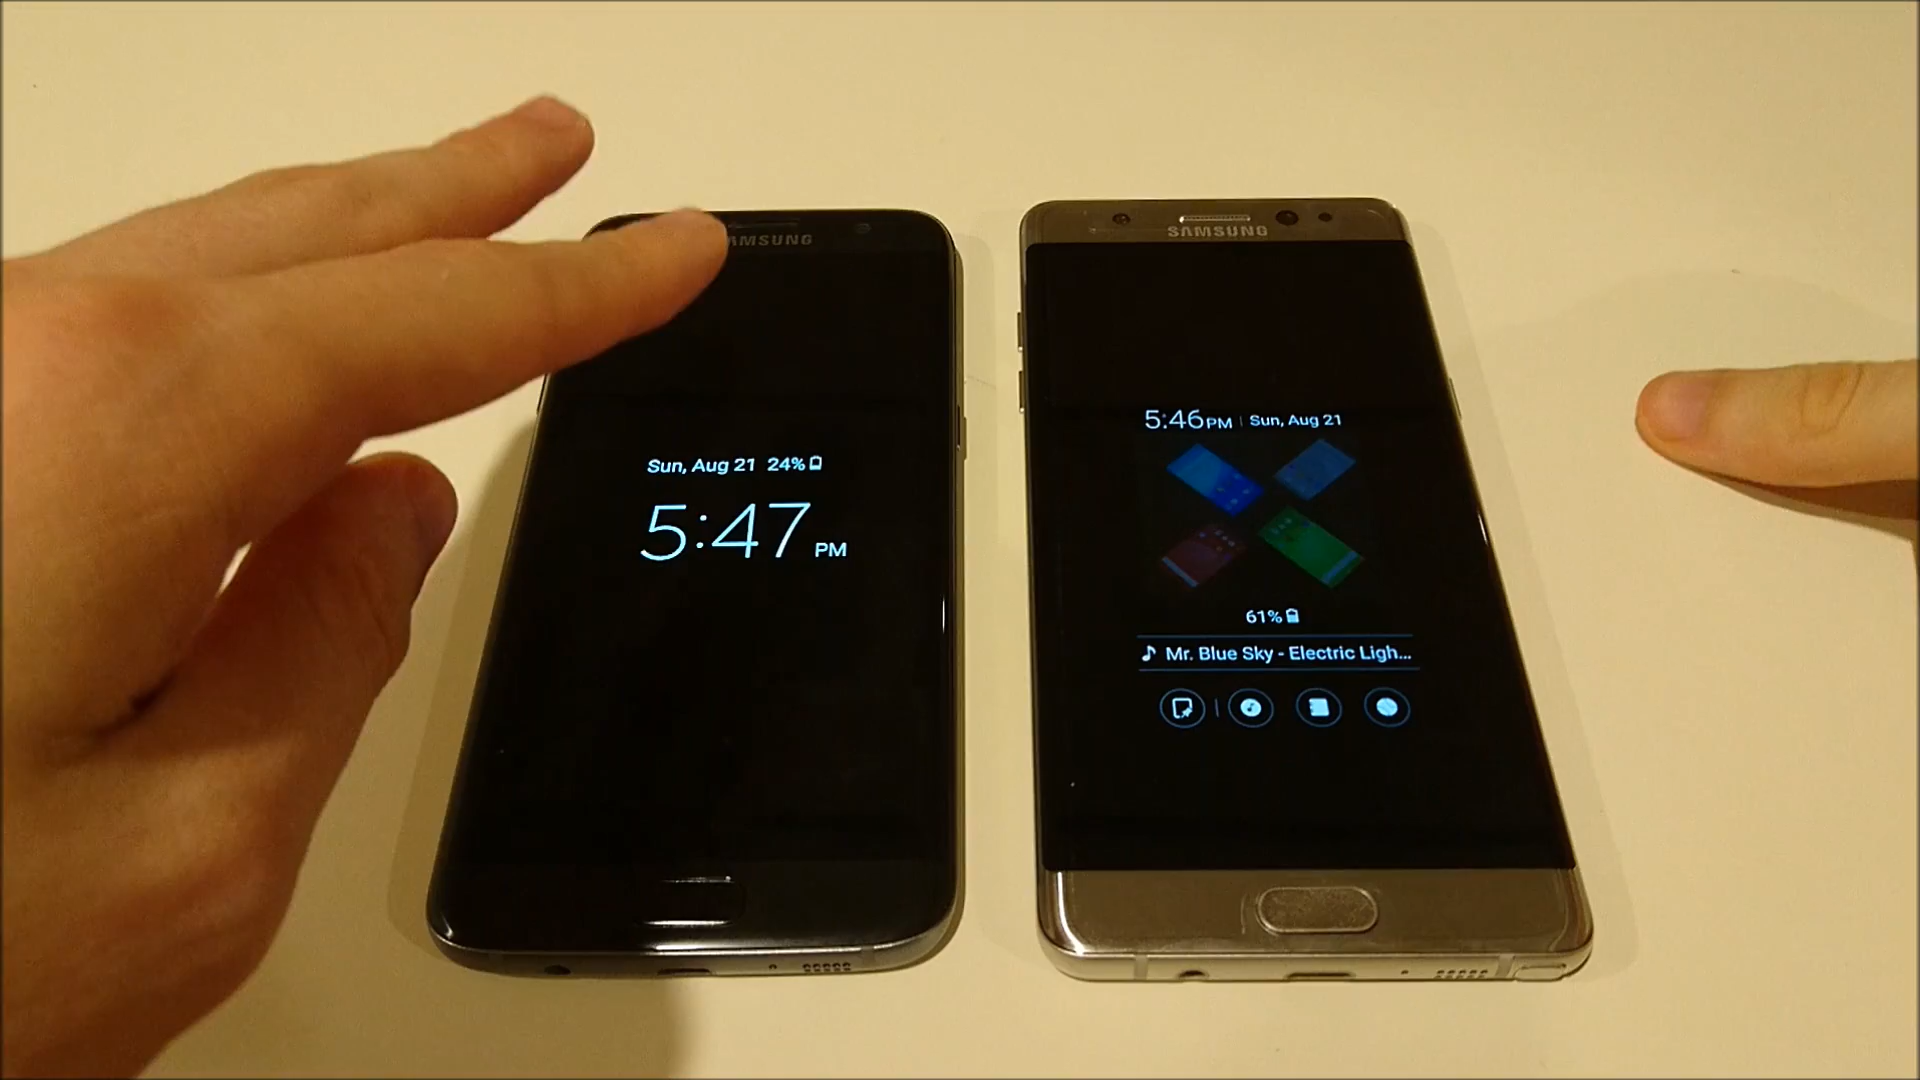 AMSUNG
Sun, Aug 21 24%
5:47 PM
SAMSUNG
5:46PM | Sun, Aug 21
61%
Mr. Blue Sky - Electric Ligh...